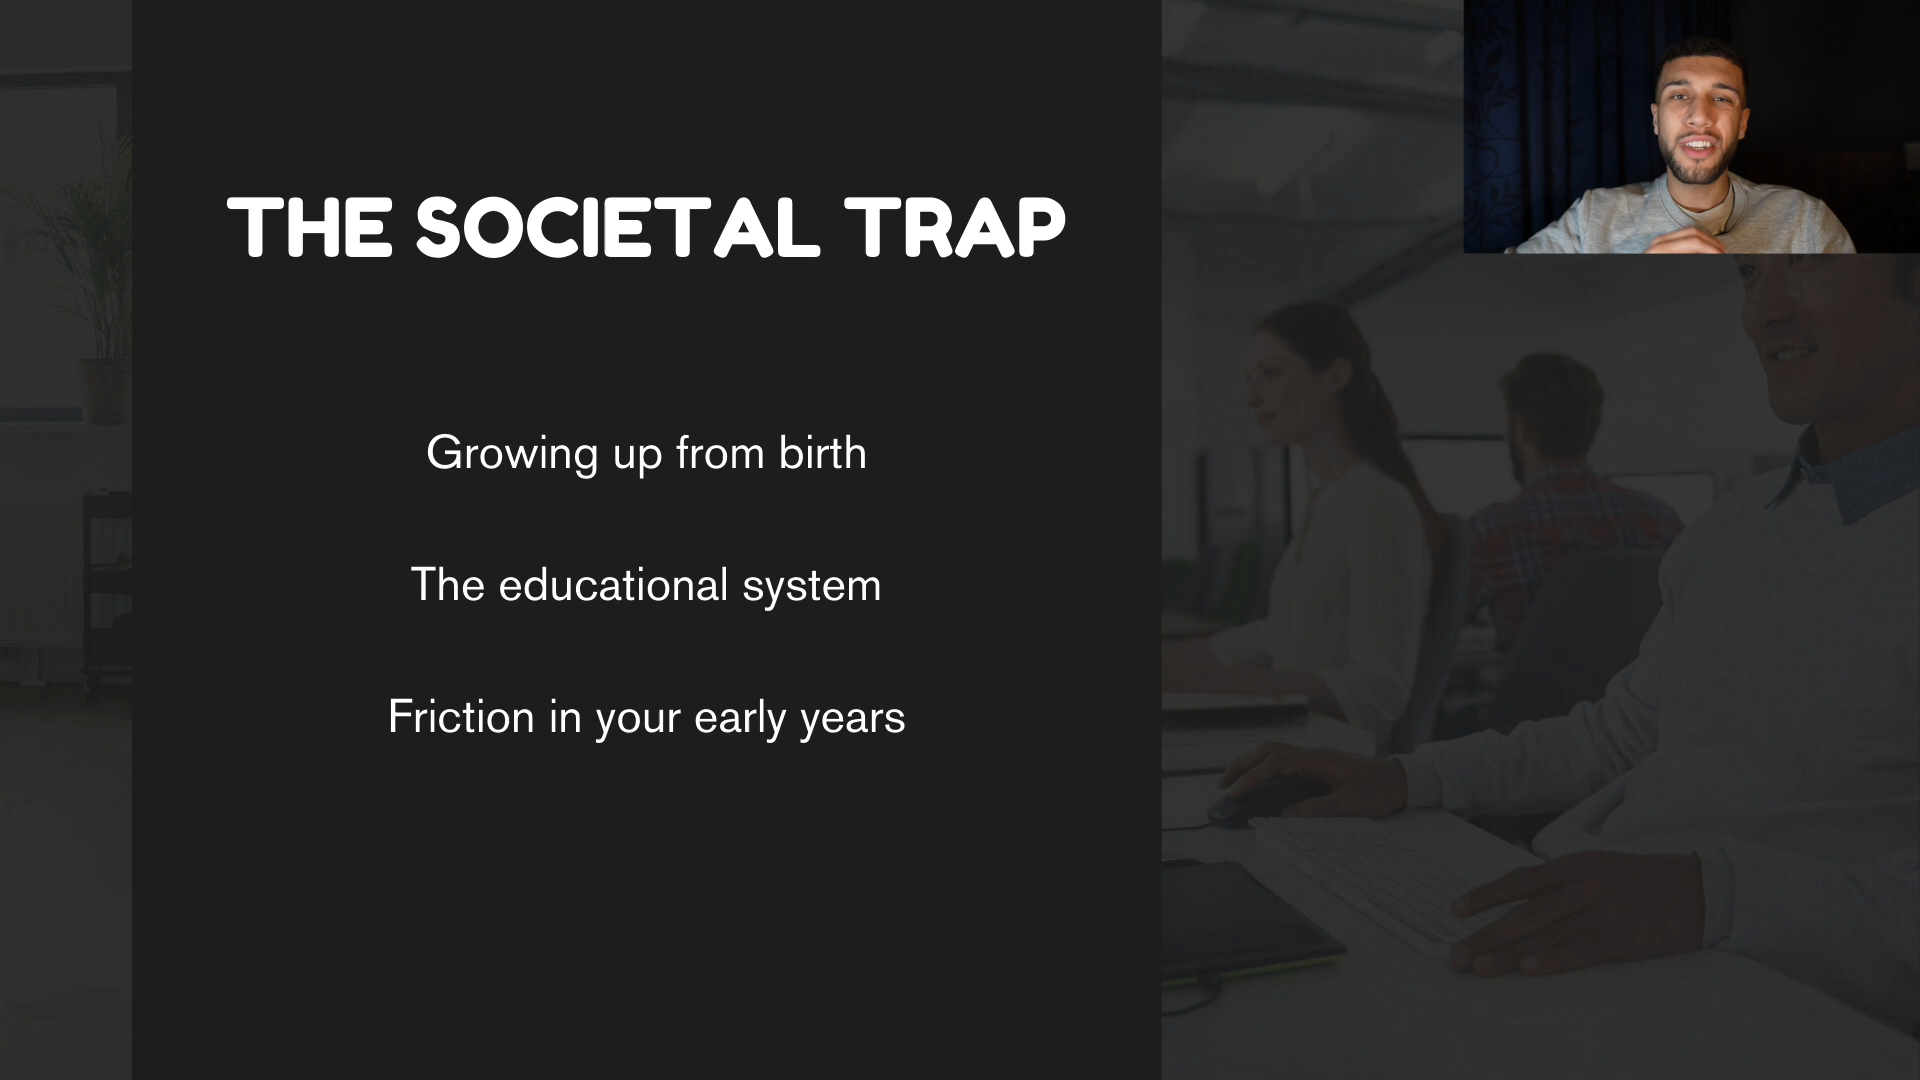 THE SOCIETAL TRAP
Growing up from birth
The educational system
Friction in your early years